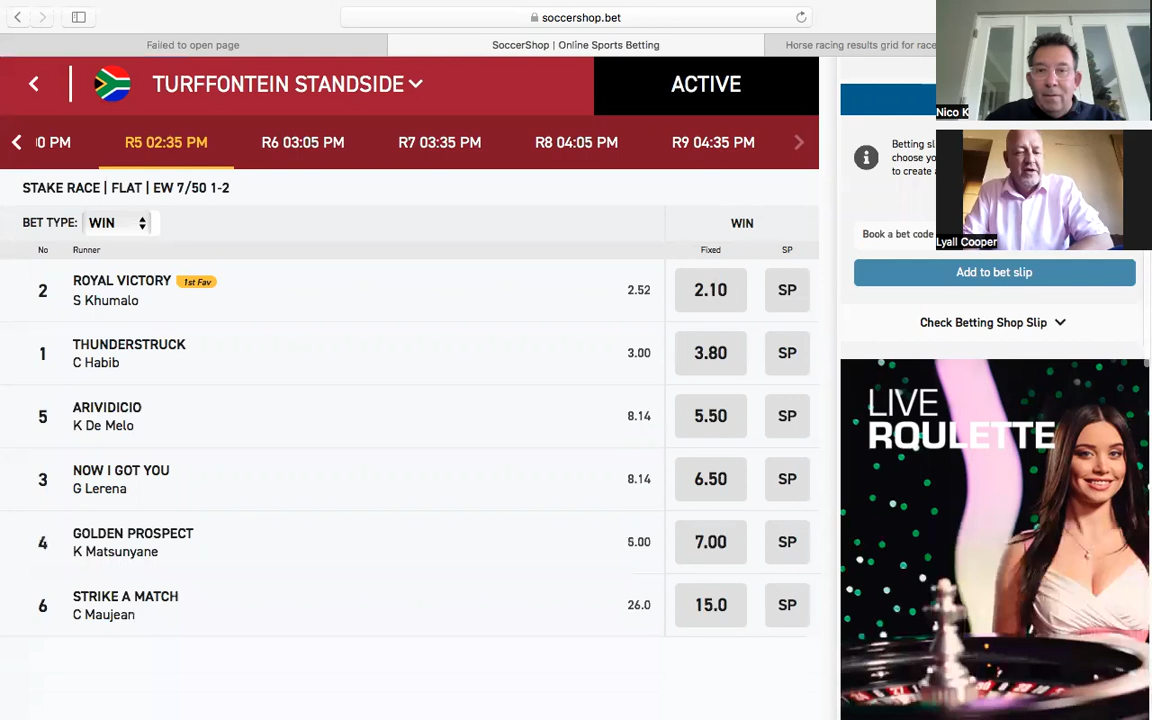 soccershop.bet
Failed to open page
SoccerShop | Online Sports Betting
Horse racing results grid for race
TURFFONTEIN STANDSIDE
ACTIVE
R5 02:35 PM
R6 03:05 PM
R7 03:35 PM
R8 04:05 PM
R9 04:35 PM
STAKE RACE | FLAT | EW 7/50 1-2
BET TYPE: WIN
WIN
No Runner Fixed SP
2 ROYAL VICTORY 1st Fav
S Khumalo
2.52 2.10 SP
1 THUNDERSTRUCK
C Habib
3.00 3.80 SP
5 ARIVIDICIO
K De Melo
8.14 5.50 SP
3 NOW I GOT YOU
G Lerena
8.14 6.50 SP
4 GOLDEN PROSPECT
K Matsunyane
5.00 7.00 SP
6 STRIKE A MATCH
C Maujean
26.0 15.0 SP
Nico K
Betting
choose
to create
Lyall Cooper
Book a bet code
Add to bet slip
Check Betting Shop Slip
LIVE
ROULETTE